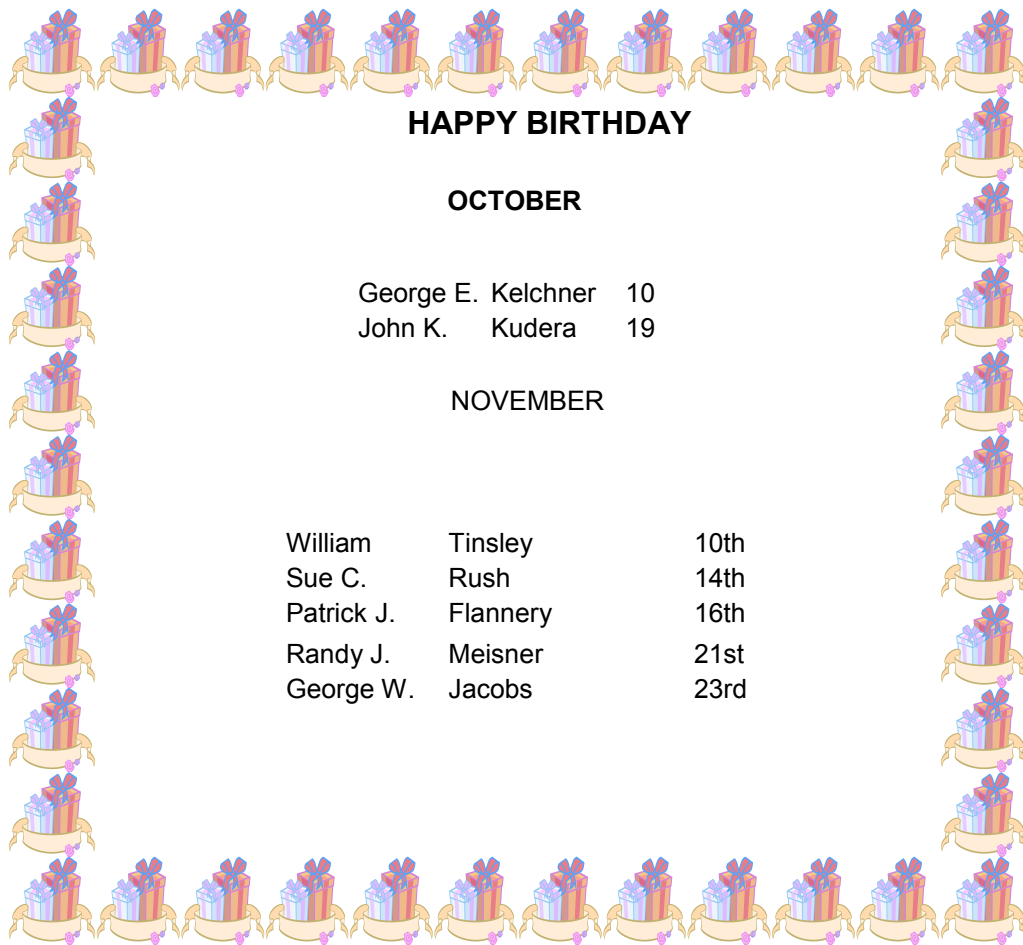 HAPPY BIRTHDAY
OCTOBER
George E. Kelchner 10
John K. Kudera 19
NOVEMBER
William Tinsley 10th
Sue C. Rush 14th
Patrick J. Flannery 16th
Randy J. Meisner 21st
George W. Jacobs 23rd